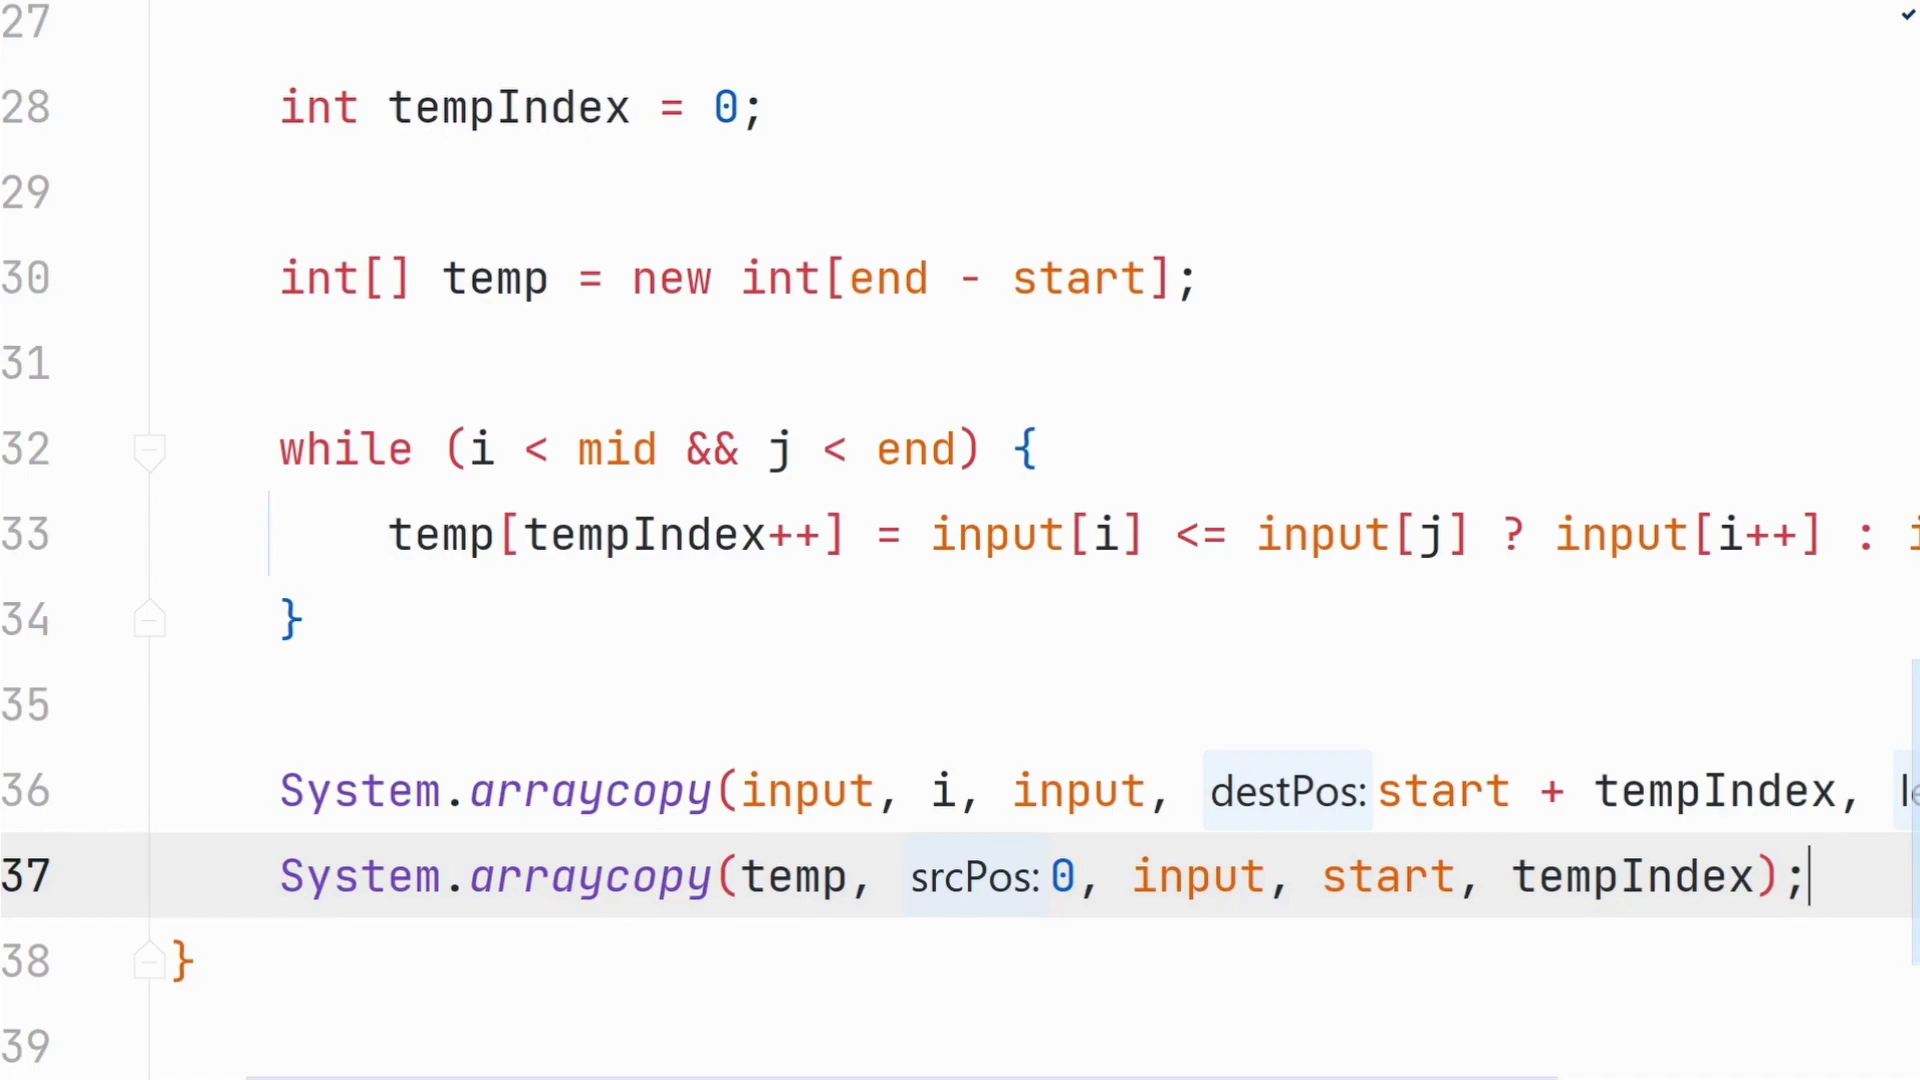 27
28 int tempIndex = 0;
29
30 int[] temp = new int[end - start];
31
32 while (i < mid && j < end) {
33 temp[tempIndex++] = input[i] <= input[j] ? input[i++] :
34 }
35
36 System.arraycopy(input, i, input, destPos: start + tempIndex,
37 System.arraycopy(temp, srcPos: 0, input, start, tempIndex);
38 }
39